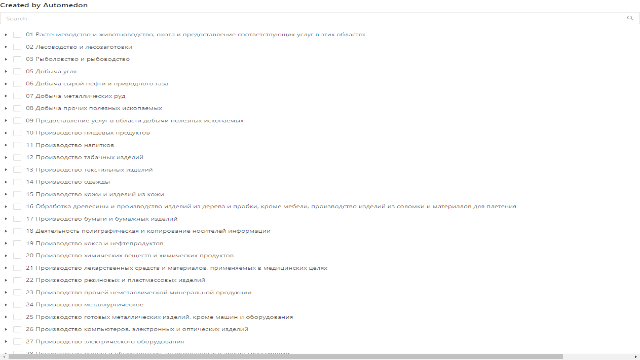 Created by Automedon
Search
01 Растениеводство и животноводство, охота и предоставление соответствующих услуг в этих областях
02 Лесоводство и лесозаготовки
03 Рыболовство и рыбоводство
05 Добыча угля
06 Добыча сырой нефти и природного газа
07 Добыча металлических руд
08 Добыча прочих полезных ископаемых
09 Предоставление услуг в области добычи полезных ископаемых
10 Производство пищевых продуктов
11 Производство напитков
12 Производство табачных изделий
13 Производство текстильных изделий
14 Производство одежды
15 Производство кожи и изделий из кожи
16 Обработка древесины и производство изделий из дерева и пробки, кроме мебели, производство изделий из соломки и материалов для плетения
17 Производство бумаги и бумажных изделий
18 Деятельность полиграфическая и копирование носителей информации
19 Производство кокса и нефтепродуктов
20 Производство химических веществ и химических продуктов
21 Производство лекарственных средств и материалов, применяемых в медицинских целях
22 Производство резиновых и пластмассовых изделий
23 Производство прочей неметаллической минеральной продукции
24 Производство металлургическое
25 Производство готовых металлических изделий, кроме машин и оборудования
26 Производство компьютеров, электронных и оптических изделий
27 Производство электрического оборудования